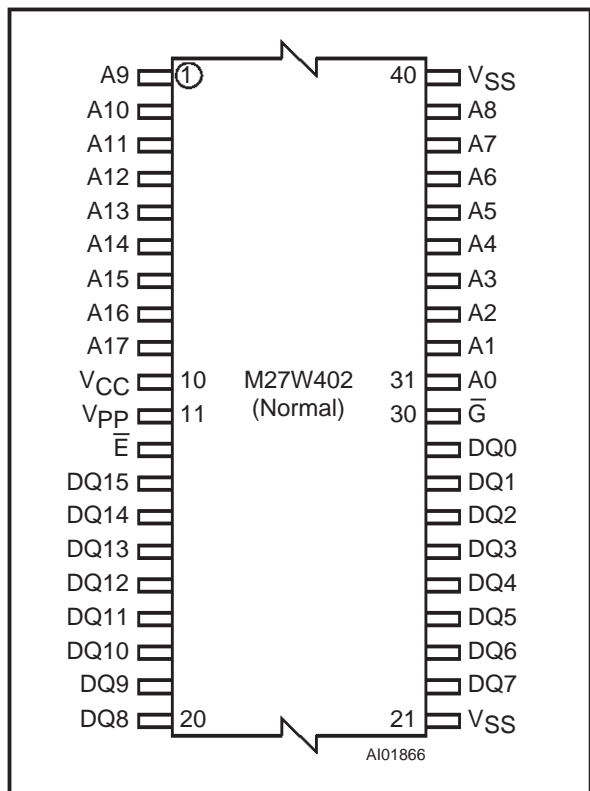 A9 1 40 VSS
A10 A8
A11 A7
A12 A6
A13 A5
A14 A4
A15 A3
A16 A2
A17 A1
VCC 10 M27W402 31 A0
VPP 11 (Normal) 30 G̅
E̅ DQ0
DQ15 DQ1
DQ14 DQ2
DQ13 DQ3
DQ12 DQ4
DQ11 DQ5
DQ10 DQ6
DQ9 DQ7
DQ8 20 21 VSS
AI01866